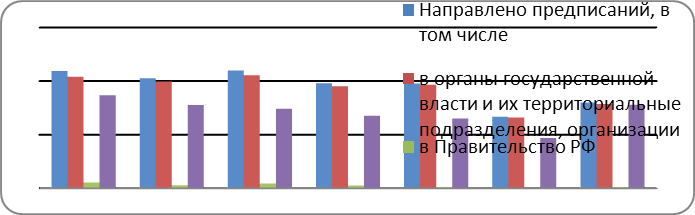 Направлено предписаний, в
том числе
в органы государственной
власти и их территориальные
подразделения, организации
в Правительство РФ